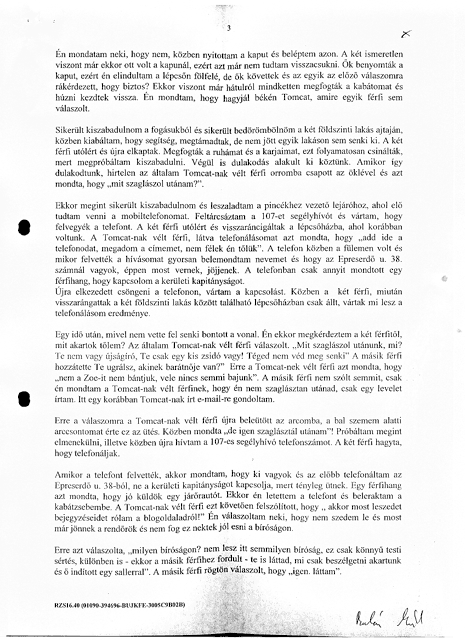 3
Én mondatam neki, hogy nem, közben nyitottam a kaput és beléptem azon. A két ismeretlen
viszont már ekkor ott volt a kapunál, ezért azt már nem tudtam visszacsukni. Ők benyomták a
kaput, ezért én elindultam a lépcsőn fölfelé, de ők követtek és az egyik az előző válaszomra
rákérdezett, hogy biztos? Ekkor viszont már hátulról mindketten megfogták a kabátomat és
húzni kezdtek vissza. Én mondtam, hogy hagyjál békén Tomcat, amire egyik férfi sem
válaszolt.
Sikerült kiszabadulnom a fogásukból és sikerült bedörömbölnöm a két földszinti lakás ajtaján,
közben kiabáltam, hogy segítség, megtámadtak, de nem jött egyik lakáson sem senki ki. A két
férfi utolért és újra elkaptak. Megfogták a ruhámat és a karjaimat, ezt folyamatosan csinálták,
mert megpróbáltam kiszabadulni. Végül is dulakodás alakult ki köztünk. Amikor így
dulakodtunk, hirtelen az általam Tomcat-nak vélt férfi orromba csapott az öklével és azt
mondta, hogy „mit szaglászol utánam?".
Ekkor megint sikerült kiszabadulnom és leszaladtam a pincékhez vezető lejáróhoz, ahol elő
tudtam venni a mobiltelefonomat. Feltárcsáztam a 107-et segélyhívót és vártam, hogy
felvegyék a telefont. A két férfi utólért és visszaráncigáltak a lépcsőházba, ahol korábban
voltunk. A Tomcat-nak vélt férfi, látva telefonálásomat azt mondta, hogy „add ide a
telefonodat, megadom a címemet, nem félek én tőlük". A telefon közben a fülemen volt és
mikor felvették a hívásomat gyorsan belemondtam nevemet és hogy az Epreserdő u. 38.
számnál vagyok, éppen most vernek, jöjjenek. A telefonban csak annyit mondtott egy
férfihang, hogy kapcsolom a kerületi kapitányságot.
Újra elkezdett csöngeni a telefonon, vártam a kapcsolást. Közben a két férfi, miután
visszarángattak a két földszinti lakás között található lépcsőházban csak állt, vártak mi lesz a
telefonálásom eredménye.
Egy idő után, mivel nem vette fel senki bontott a vonal. Én ekkor megkérdeztem a két férfitól,
mit akartok tőlem? Az általam Tomcat-nak vélt férfi válaszolt. „Mit szaglászol utánunk, mi?
Te nem vagy újságíró, Te csak egy kis zsidó vagy! Téged nem véd meg senki" A másik férfi
hozzátette Te ugrálsz, akinek barátnője van?" Erre a Tomcat-nek vélt férfi azt mondta, hogy
„nem a Zoe-it nem bántjuk, vele nincs semmi bajunk". A másik férfi nem szólt semmit, csak
én mondtam a Tomcat-nak vélt férfinek, hogy én nem szaglásztan utánad, csak egy levelet
írtam. Itt egy korábban Tomcat-nak írt e-mail-re gondoltam.
Erre a válaszomra a Tomcat-nak vélt férfi újra beleütött az arcomba, a bal szemem alatti
arccsontomat érte ez az ütés. Közben mondta „de igen szaglásztál utánam"! Próbáltam megint
elmenekülni, illetve közben újra hívtam a 107-es segélyhívó telefonszámot. A két férfi hagyta,
hogy telefonáljak.
Amikor a telefont felvették, akkor mondtam, hogy ki vagyok és az előbb telefonáltam az
Epreserdő u. 38-ból, ne a kerületi kapitányságot kapcsolja, mert tényleg ütnek. Egy férfihang
azt mondta, hogy jó küldök egy járőrautót. Ekkor én letettem a telefont és beleraktam a
kabátzsebembe. A Tomcat-nak vélt férfi ezt követően felszólított, hogy „ akkor most leszedet
bejegyzéseidet rólam a blogoldaladról!" Én válaszoltam neki, hogy nem szedem le és most
már jönnek a rendőrök és nem fog ez nektek jól esni a bíróságon.
Erre azt válaszolta, „milyen bíróságon? nem lesz itt semmilyen bíróság, ez csak könnyű testi
sértés, különben is - ekkor a másik férfihez fordult - te is láttad, mi csak beszélgetni akartunk
és ő indított egy sallerral". A másik férfi rögtön válaszolt, hogy „igen. láttam".
RZS16.40 (01090-394696-BUJKFE-3005C9B02B)